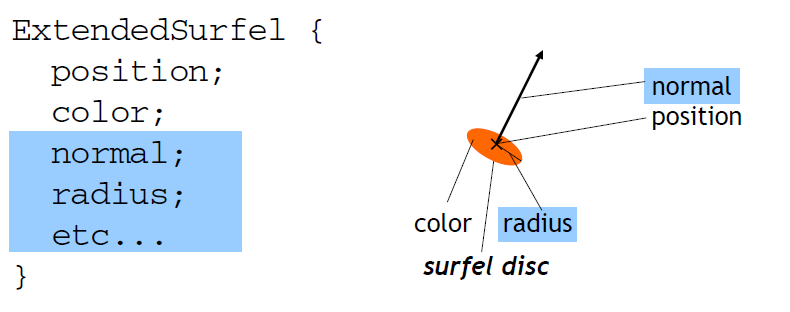 ExtendedSurfel {
position;
color;
normal;
radius;
etc...
}
normal
position
color
radius
surfel disc